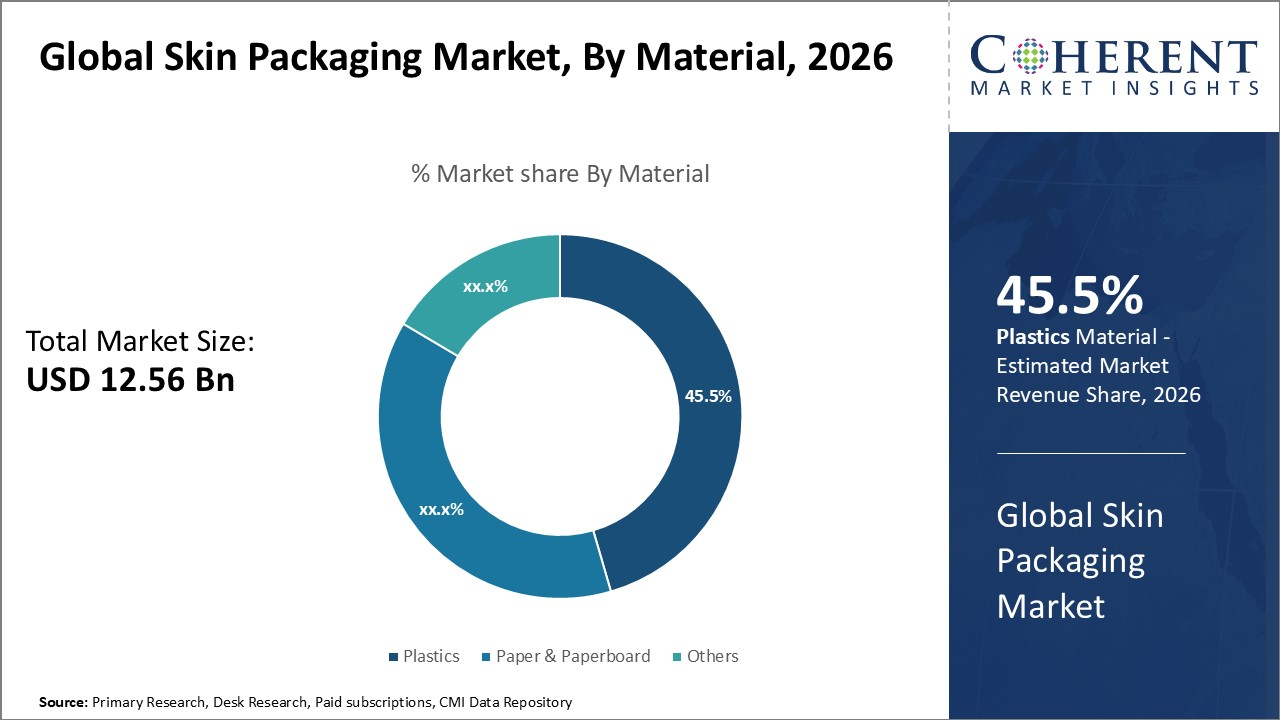 Global Skin Packaging Market, By Material, 2026
COHERENT
MARKET INSIGHTS
% Market share By Material
xx.x%
45.5%
xx.x%
Total Market Size:
USD 12.56 Bn
Plastics
Paper & Paperboard
Others
Source: Primary Research, Desk Research, Paid subscriptions, CMI Data Repository
45.5%
Plastics Material -
Estimated Market
Revenue Share, 2026
Global Skin
Packaging
Market